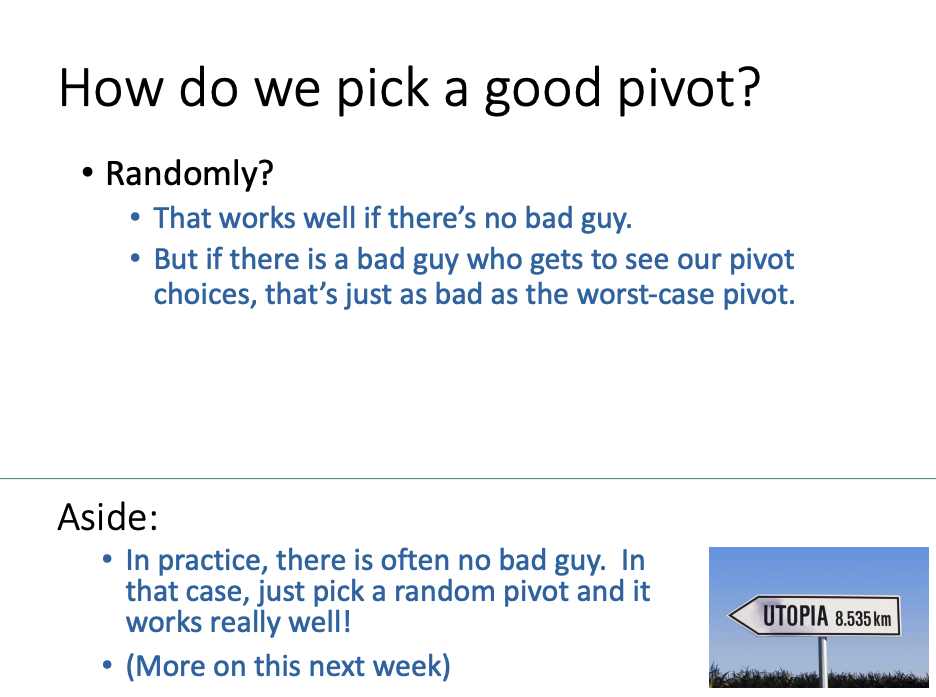 How do we pick a good pivot?
• Randomly?
• That works well if there’s no bad guy.
• But if there is a bad guy who gets to see our pivot
choices, that’s just as bad as the worst-case pivot.
Aside:
• In practice, there is often no bad guy.  In
that case, just pick a random pivot and it
works really well!
• (More on this next week)
UTOPIA 8.535 km